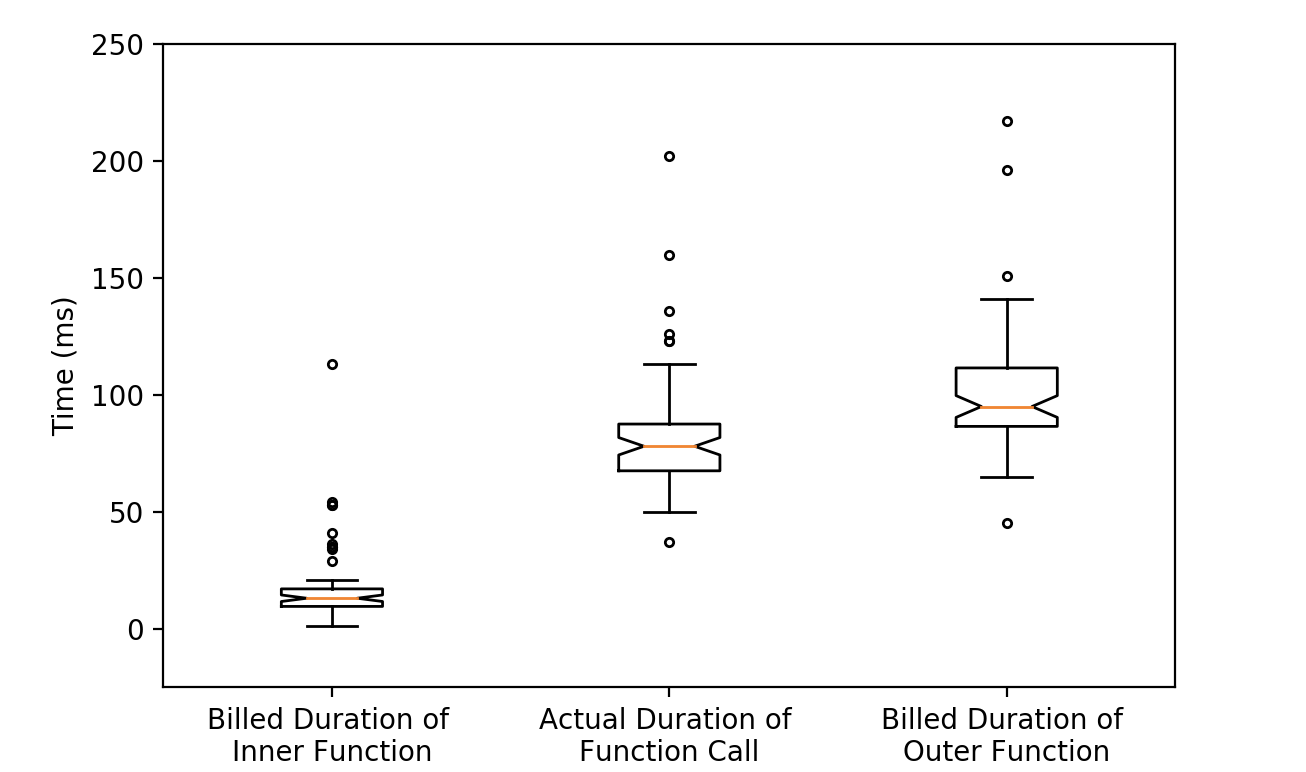 250
200
150
100
50
0
Time (ms)
Billed Duration of
Inner Function
Actual Duration of
Function Call
Billed Duration of
Outer Function